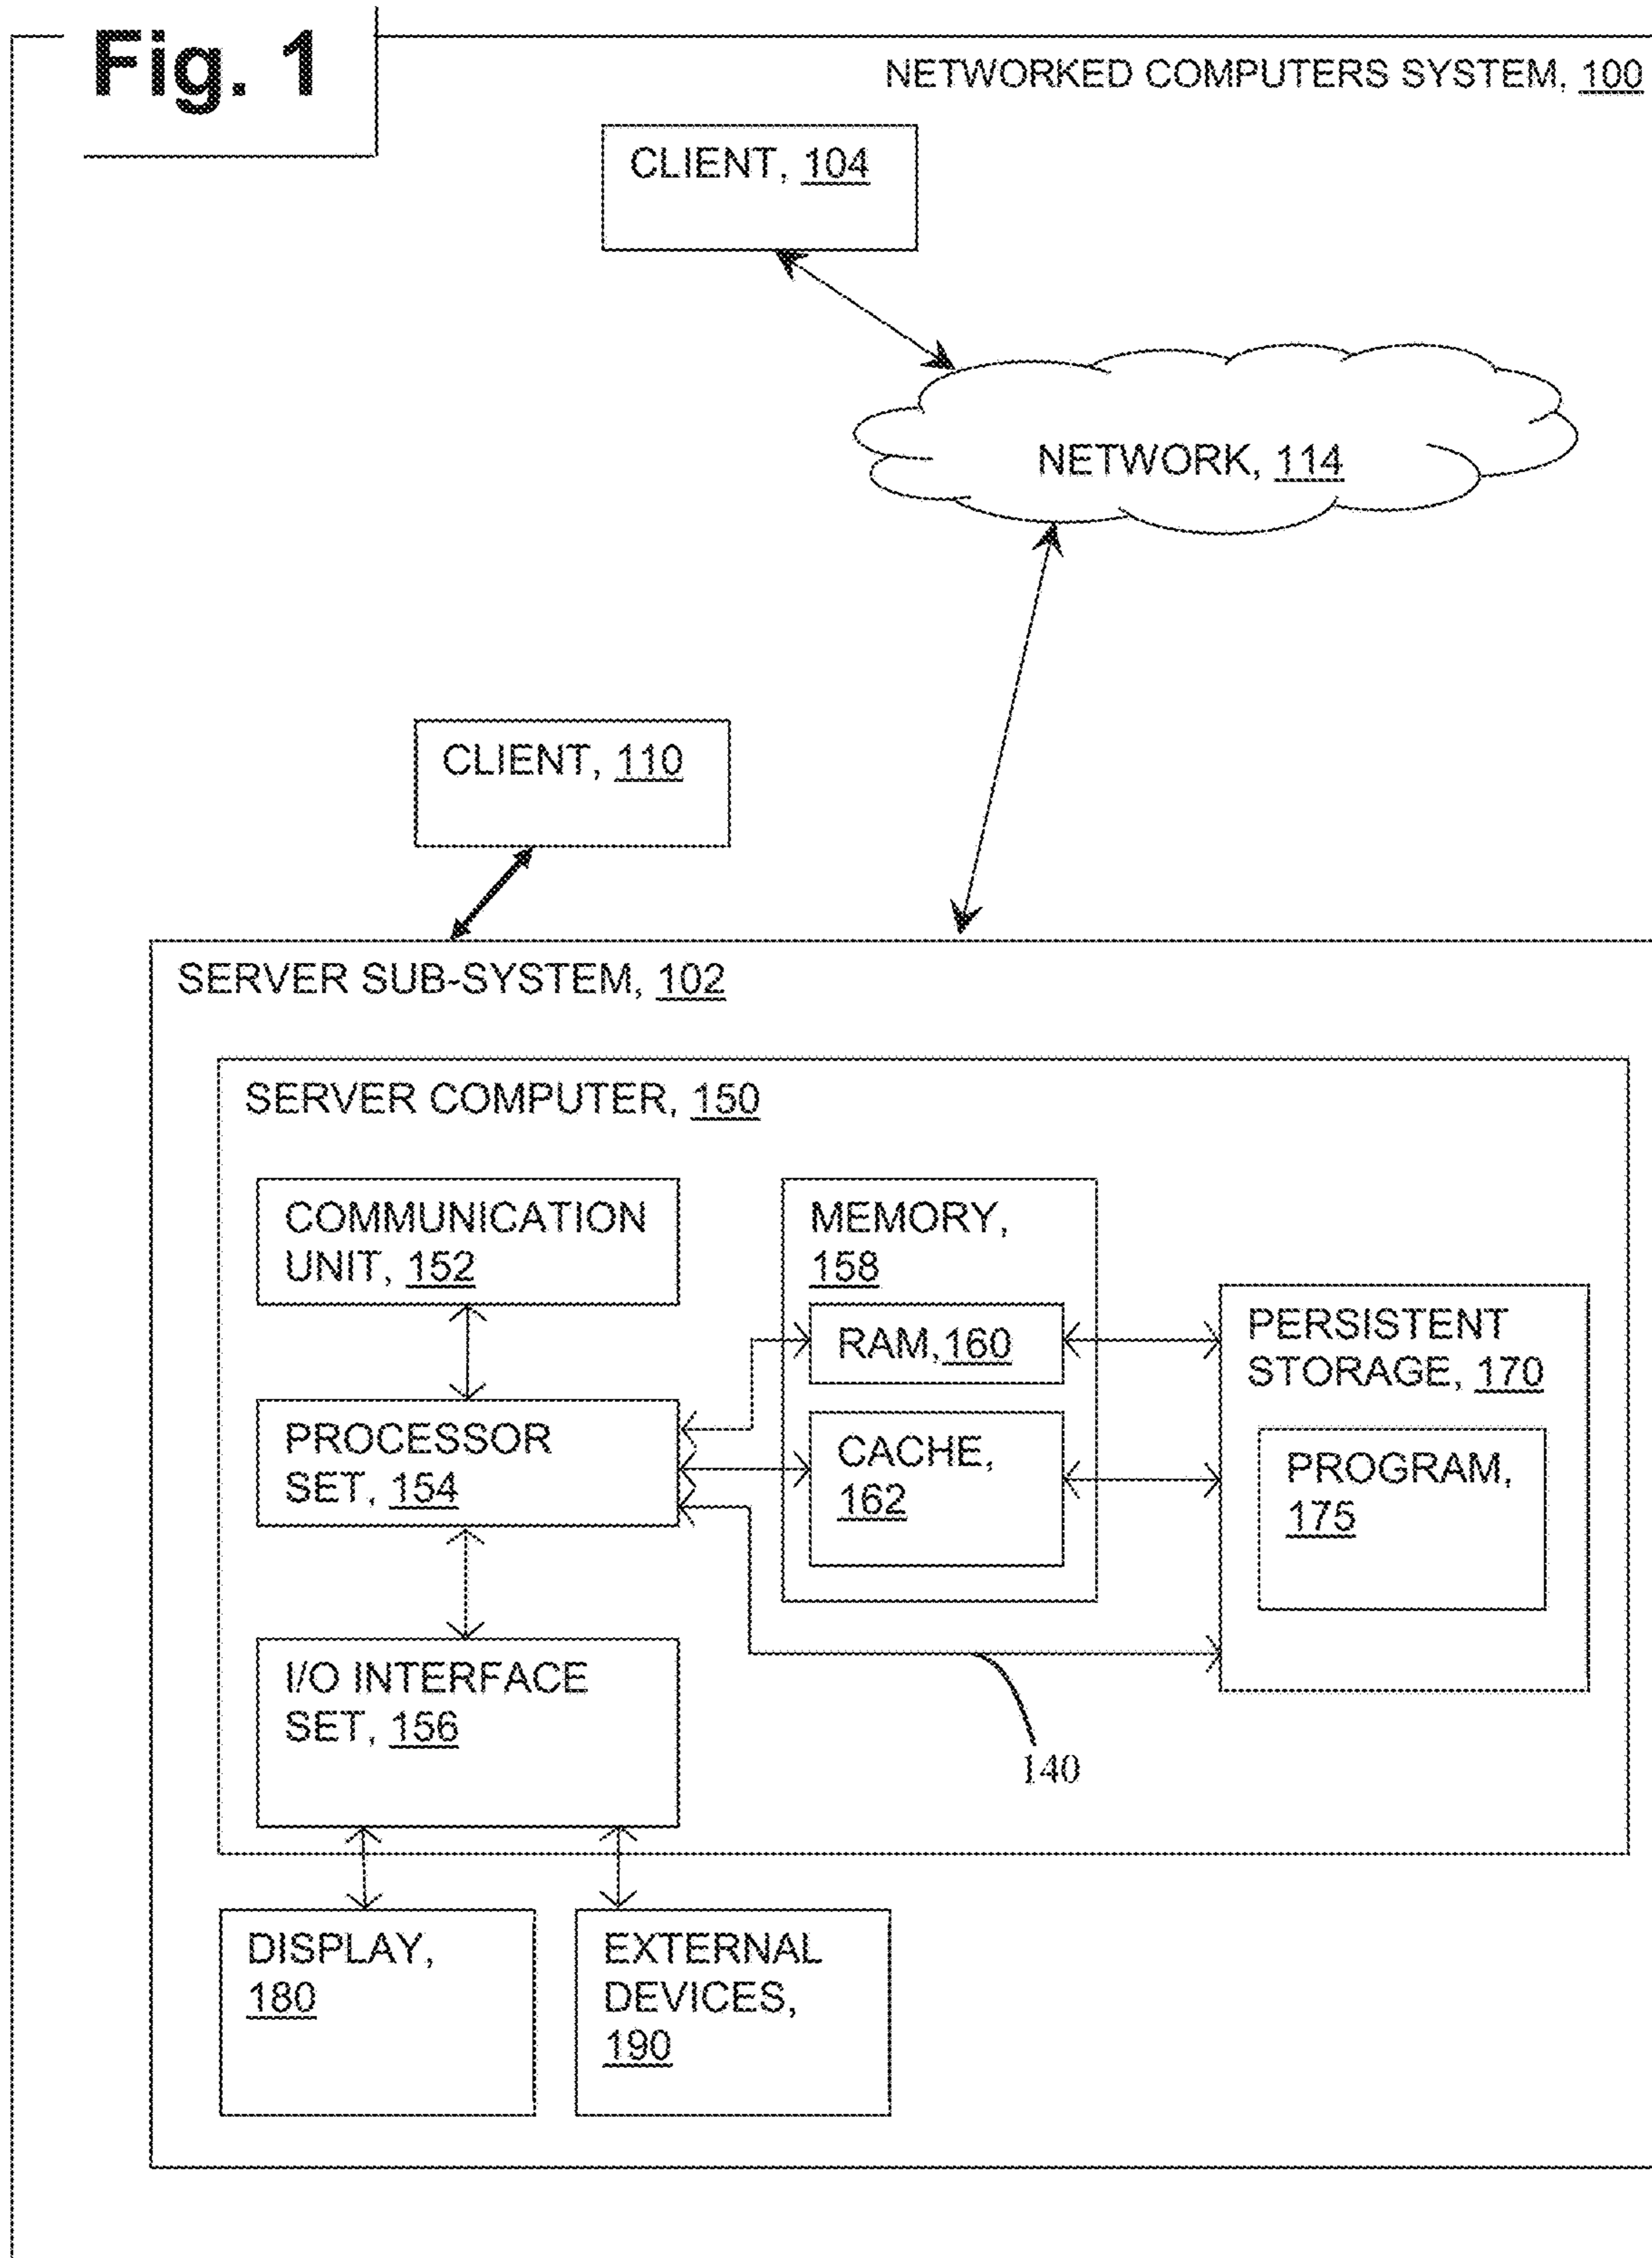 Fig. 1
NETWORKED COMPUTERS SYSTEM, 100
CLIENT, 104
NETWORK, 114
CLIENT, 110
SERVER SUB-SYSTEM, 102
SERVER COMPUTER, 150
COMMUNICATION
UNIT, 152
MEMORY,
158
RAM,160
PERSISTENT
STORAGE, 170
PROCESSOR
SET, 154
CACHE,
162
PROGRAM,
175
I/O INTERFACE
SET, 156
140
DISPLAY,
180
EXTERNAL
DEVICES,
190